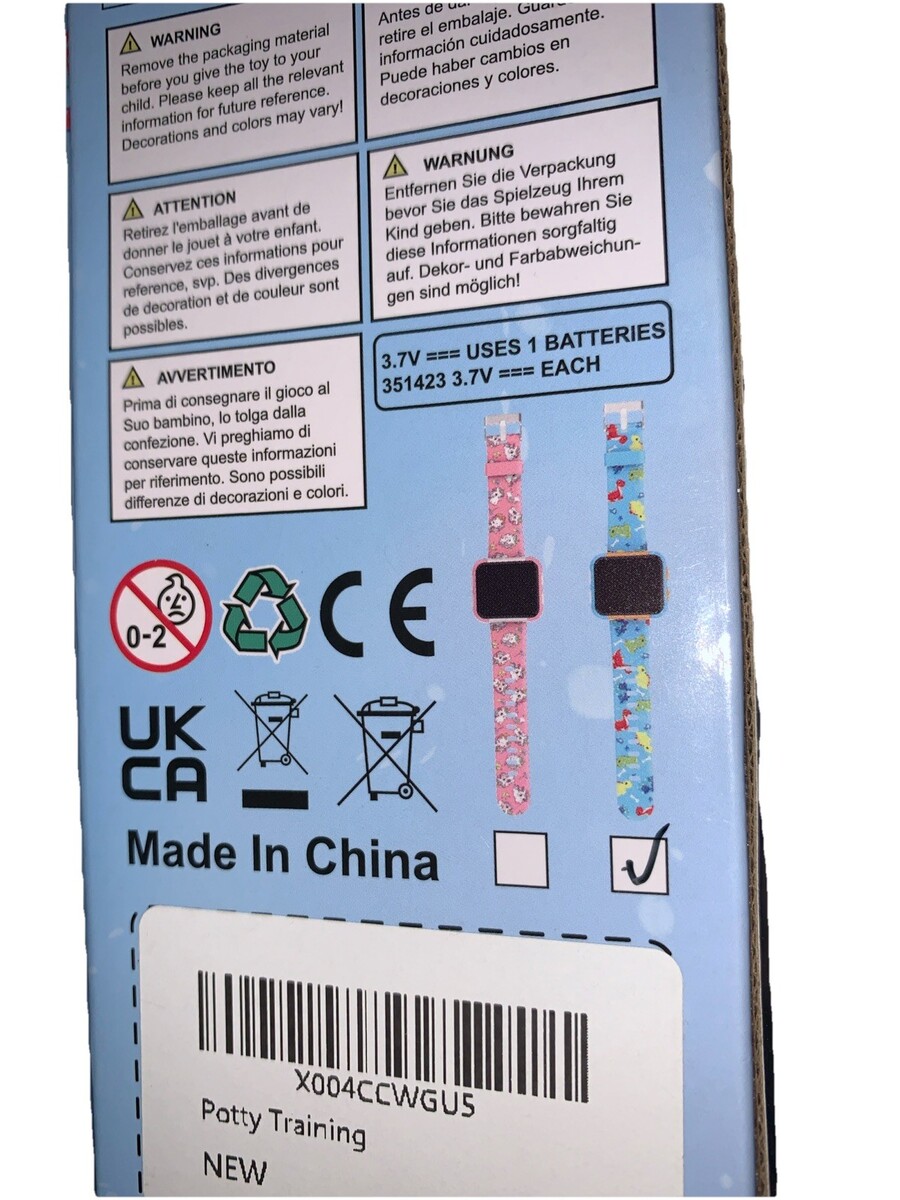 WARNING
Remove the packaging material
before you give the toy to your
child. Please keep all the relevant
information for future reference.
Decorations and colors may vary!
Antes de
retire el embalaje.
información cuidadosamente.
Puede haber cambios en
decoraciones y colores.
ATTENTION
Retirez l'emballage avant de
donner le jouet à votre enfant.
Conservez ces informations pour
reference, svp. Des divergences
de decoration et de couleur sont
possibles.
WARNUNG
Entfernen Sie die Verpackung
bevor Sie das Spielzeug Ihrem
Kind geben. Bitte bewahren Sie
diese Informationen sorgfaltig
auf. Dekor- und Farbabweichun-
gen sind möglich!
AVVERTIMENTO
Prima di consegnare il gioco al
Suo bambino, lo tolga dalla
confezione. Vi preghiamo di
conservare queste informazioni
per riferimento. Sono possibili
differenze di decorazioni e colori.
3.7V === USES 1 BATTERIES
351423 3.7V === EACH
0-2
CE
UK
CA
Made In China
X004CCWGU5
Potty Training
NEW